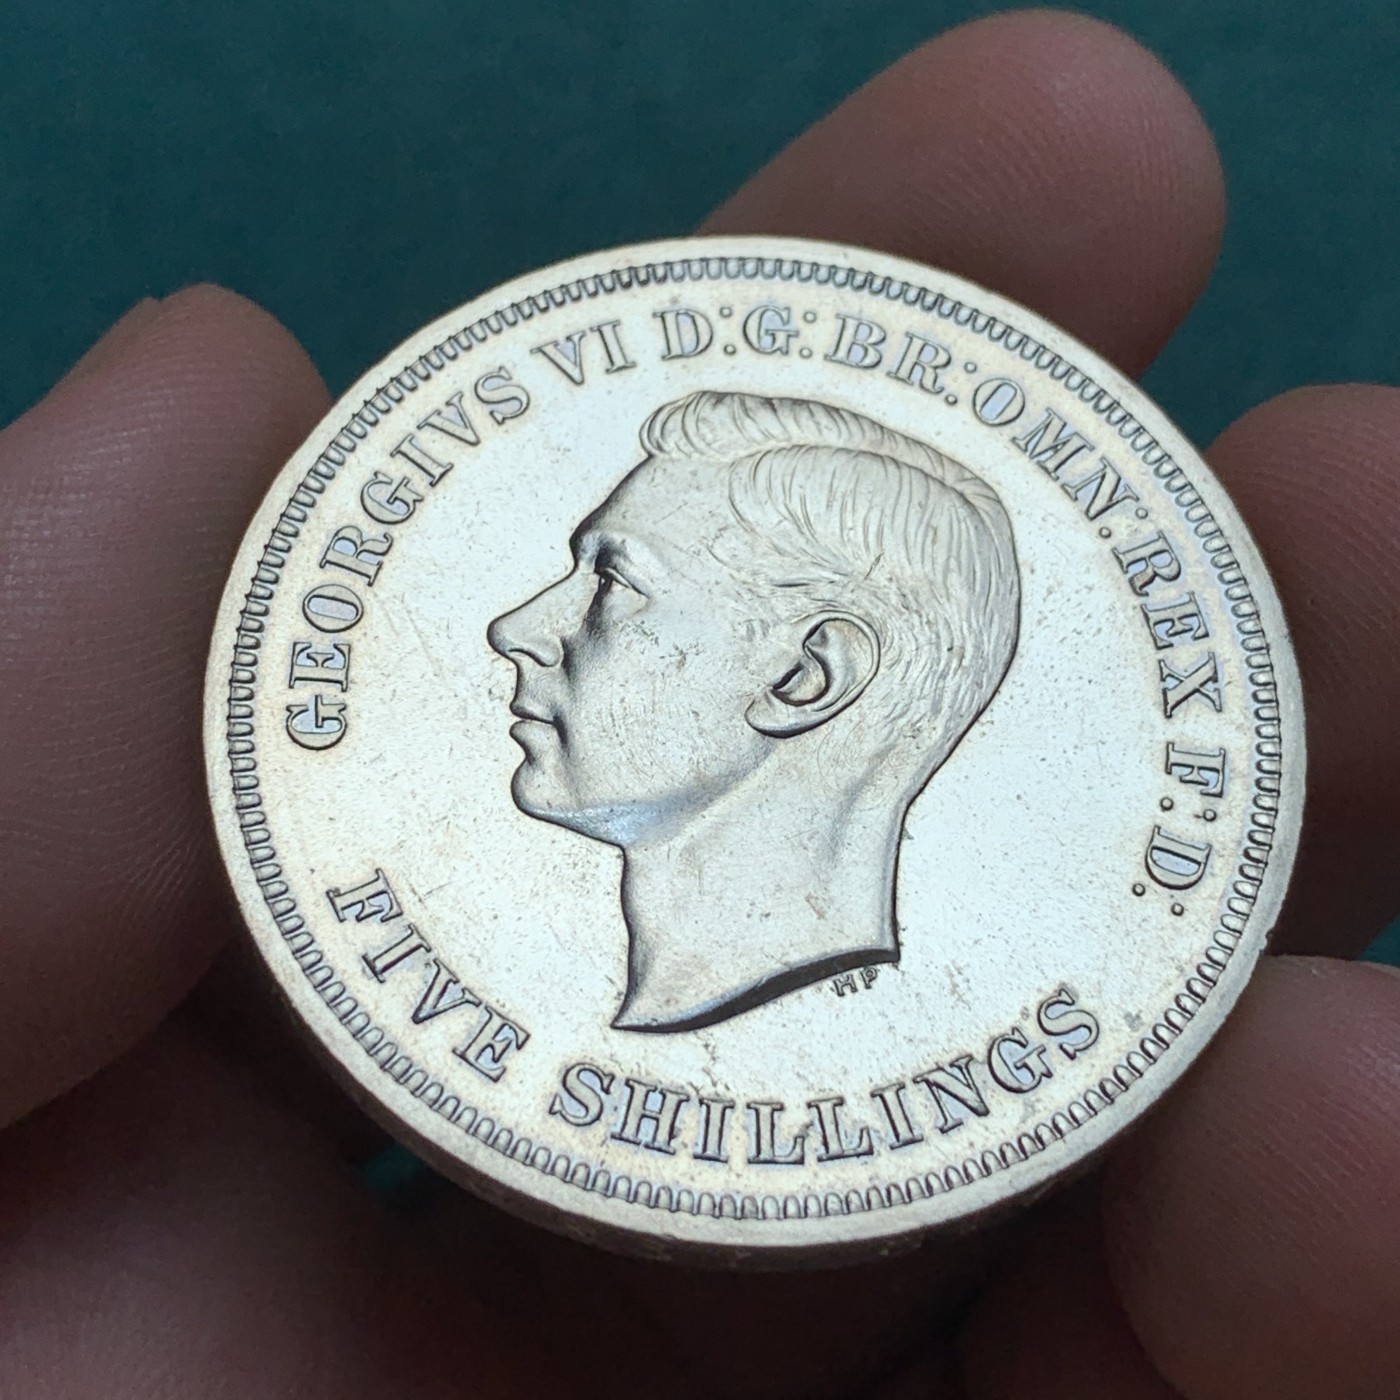 GEORGIVS VI D:G:BR:OMN:REX F:D:
HP
FIVE SHILLINGS